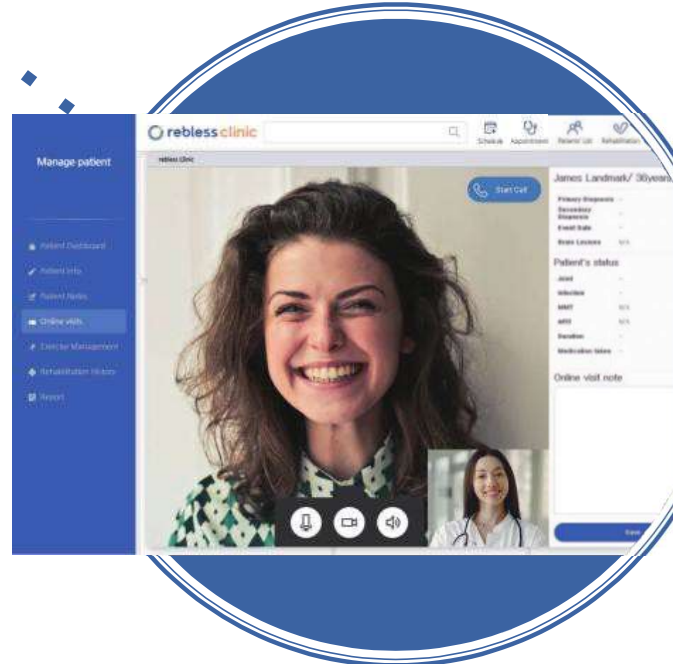 Manage patient
Patient Dashboard
Patient Info
Patient Notes
Online visits
Exercise Management
Rehabilitation History
Report
rebless clinic
Schedule
Appointment
Patients' List
Rehabilitation
rebless Clinic
Start Call
James Landmark/ 36years
Primary Diagnosis -
Secondary
Diagnosis -
Event Date -
Brain Lesions N/A
Patient's status
Joint -
Infection -
MMT N/A
Duration -
Medication taken -
Online visit note
Save